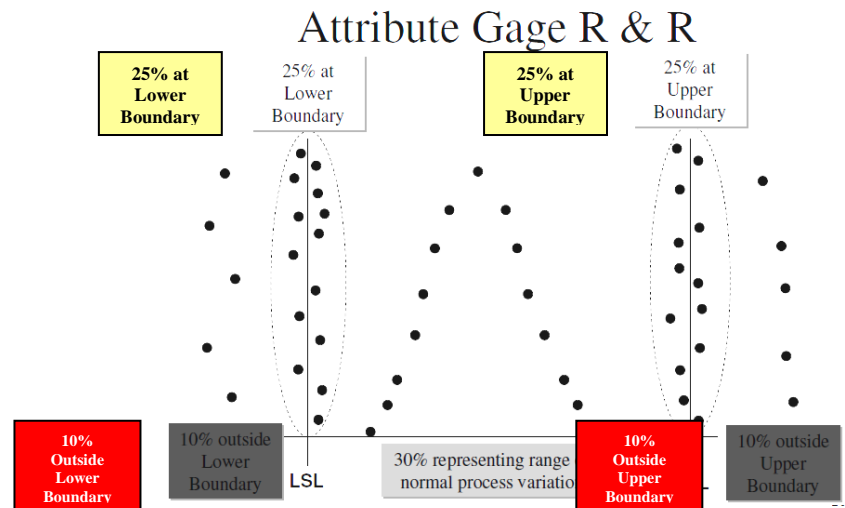 Attribute Gage R & R
25% at
Lower
Boundary
25% at
Lower
Boundary
25% at
Upper
Boundary
25% at
Upper
Boundary
10%
Outside
Lower
Boundary
10% outside
Lower
Boundary
LSL
30% representing range
normal process variatio
10%
Outside
Upper
Boundary
10% outside
Upper
Boundary